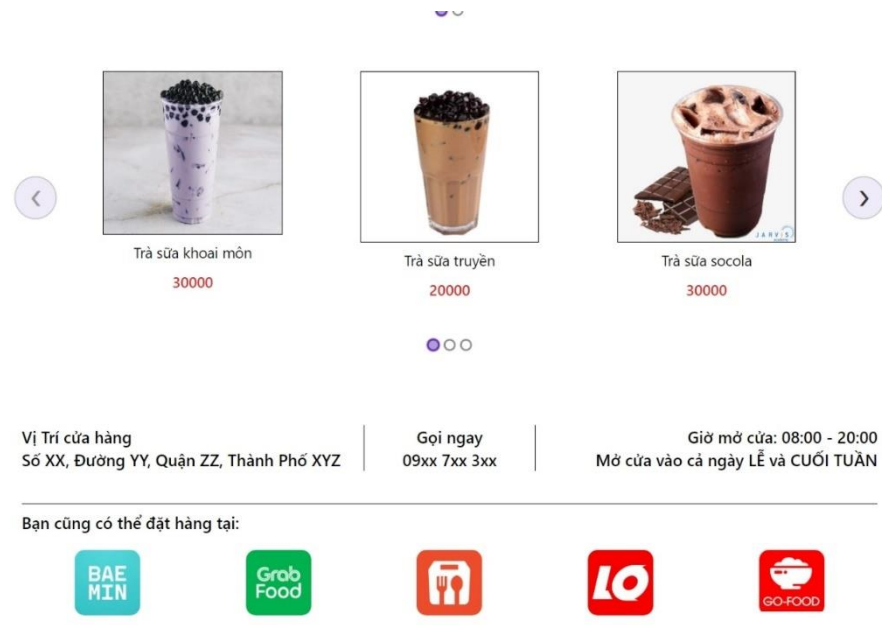 JARVIS
Trà sữa khoai môn
30000
Trà sữa truyền
20000
Trà sữa socola
30000
Vị Trí cửa hàng
Số XX, Đường YY, Quận ZZ, Thành Phố XYZ
Gọi ngay
09xx 7xx 3xx
Giờ mở cửa: 08:00 - 20:00
Mở cửa vào cả ngày LỄ và CUỐI TUẦN
Bạn cũng có thể đặt hàng tại:
BAE
MIN
Grab
Food
LO
GO-FOOD